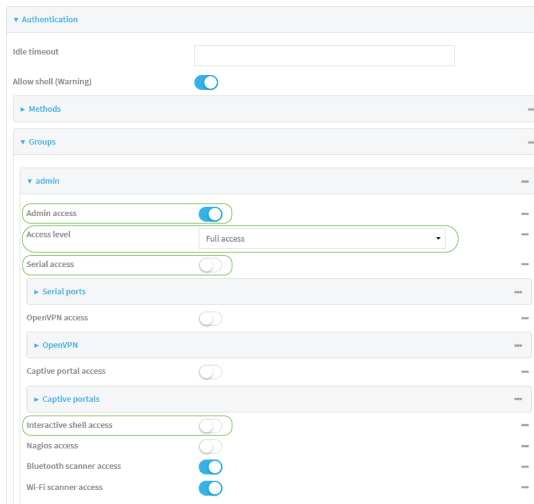 Authentication
Idle timeout
Allow shell (Warning)
Methods
Groups
admin
Admin access
Access level Full access
Serial access
Serial ports
OpenVPN access
OpenVPN
Captive portal access
Captive portals
Interactive shell access
Nagios access
Bluetooth scanner access
Wi-Fi scanner access